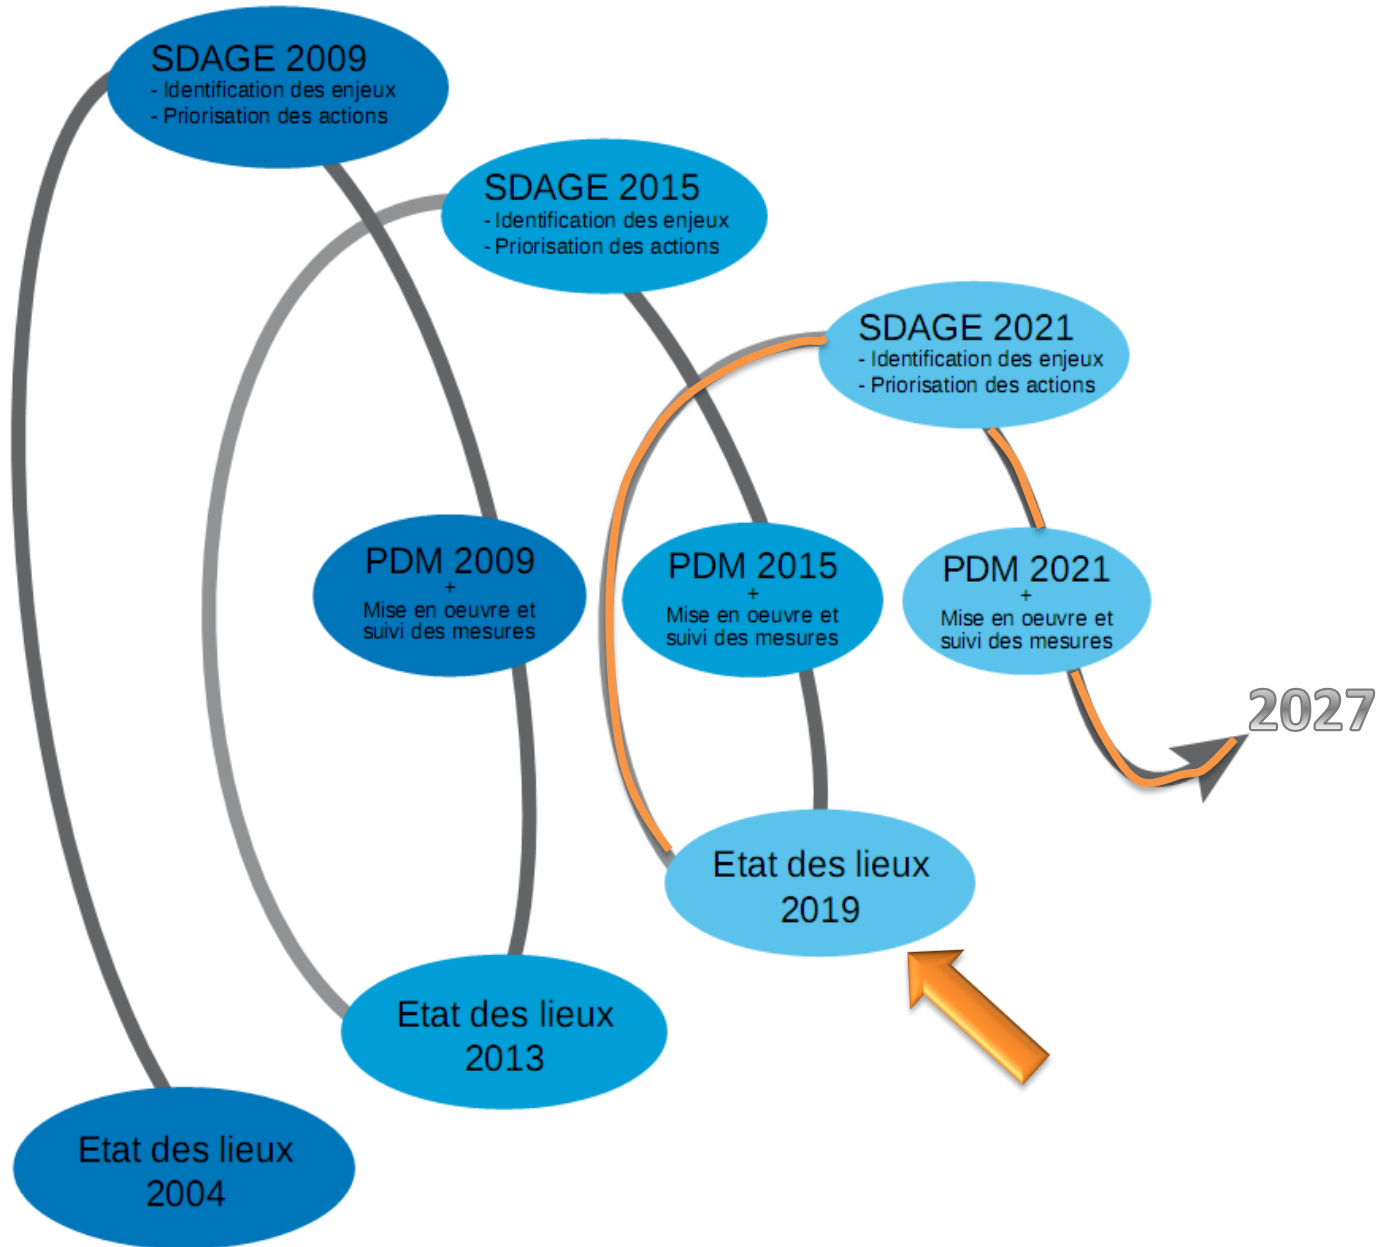 SDAGE 2009
- Identification des enjeux
- Priorisation des actions
SDAGE 2015
- Identification des enjeux
- Priorisation des actions
SDAGE 2021
- Identification des enjeux
- Priorisation des actions
PDM 2009
+
Mise en oeuvre et
suivi des mesures
PDM 2015
+
Mise en oeuvre et
suivi des mesures
PDM 2021
+
Mise en oeuvre et
suivi des mesures
2027
Etat des lieux
2019
Etat des lieux
2013
Etat des lieux
2004